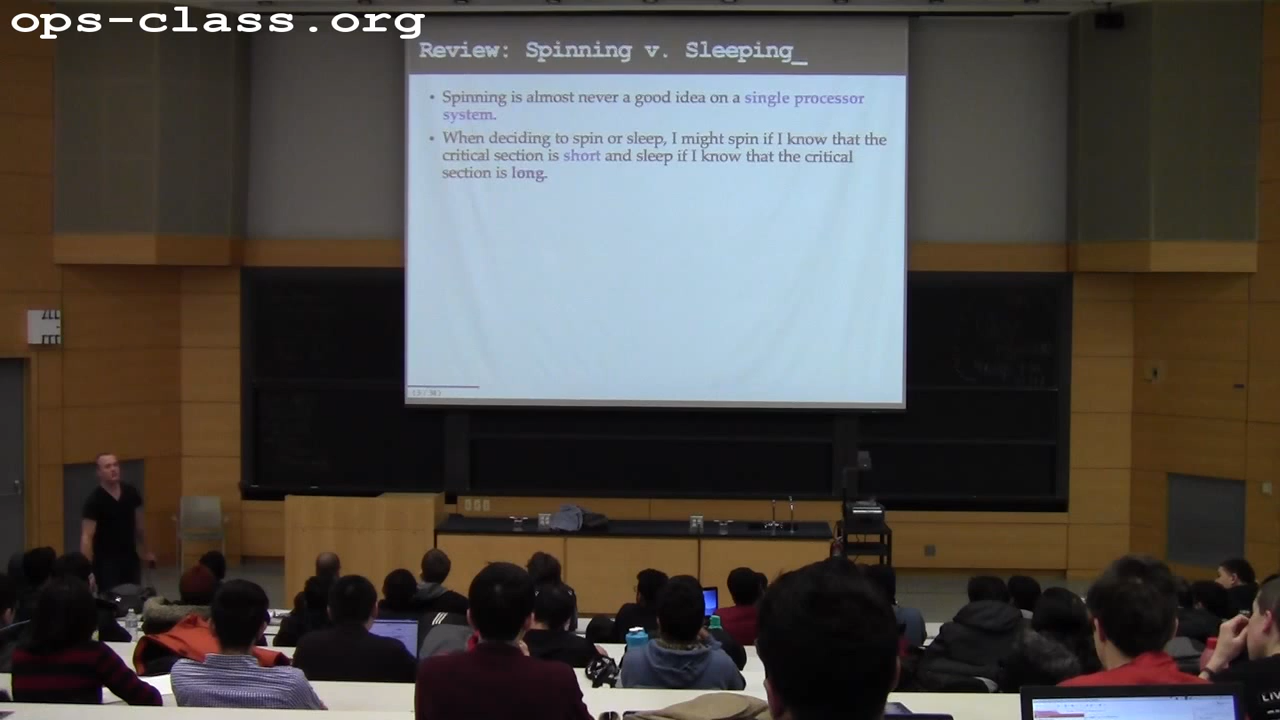 ops-class.org
Review: Spinning v. Sleeping_
• Spinning is almost never a good idea on a single processor
system.
• When deciding to spin or sleep, I might spin if I know that the
critical section is short and sleep if I know that the critical
section is long.